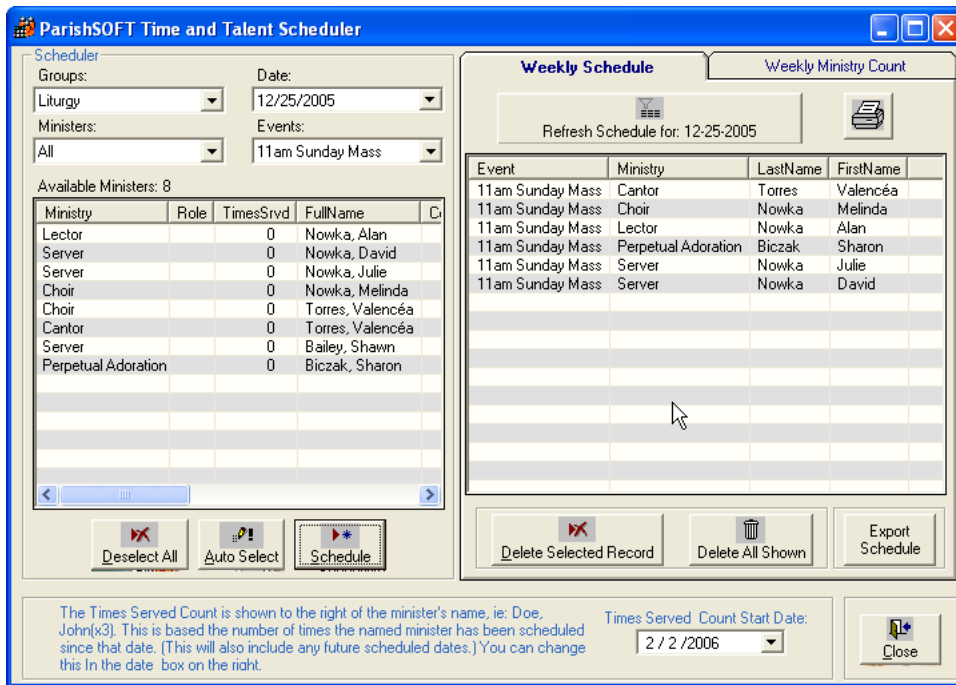 ParishSOFT Time and Talent Scheduler
Scheduler
Groups: Date:
Liturgy 12/25/2005
Ministers: Events:
All 11am Sunday Mass
Available Ministers: 8
Ministry Role TimesSrvd FullName
Lector 0 Nowka, Alan
Server 0 Nowka, David
Server 0 Nowka, Julie
Choir 0 Nowka, Melinda
Choir 0 Torres, Valencéa
Cantor 0 Torres, Valencéa
Server 0 Bailey, Shawn
Perpetual Adoration 0 Biczak, Sharon
Deselect All Auto Select Schedule
Weekly Schedule Weekly Ministry Count
Refresh Schedule for: 12-25-2005
Event Ministry LastName FirstName
11am Sunday Mass Cantor Torres Valencéa
11am Sunday Mass Choir Nowka Melinda
11am Sunday Mass Lector Nowka Alan
11am Sunday Mass Perpetual Adoration Biczak Sharon
11am Sunday Mass Server Nowka Julie
11am Sunday Mass Server Nowka David
Delete Selected Record Delete All Shown Export
Schedule
The Times Served Count is shown to the right of the minister's name, ie: Doe,
John(x3). This is based the number of times the named minister has been scheduled
since that date. (This will also include any future scheduled dates.) You can change
this In the date box on the right.
Times Served Count Start Date:
2 / 2 /2006
Close